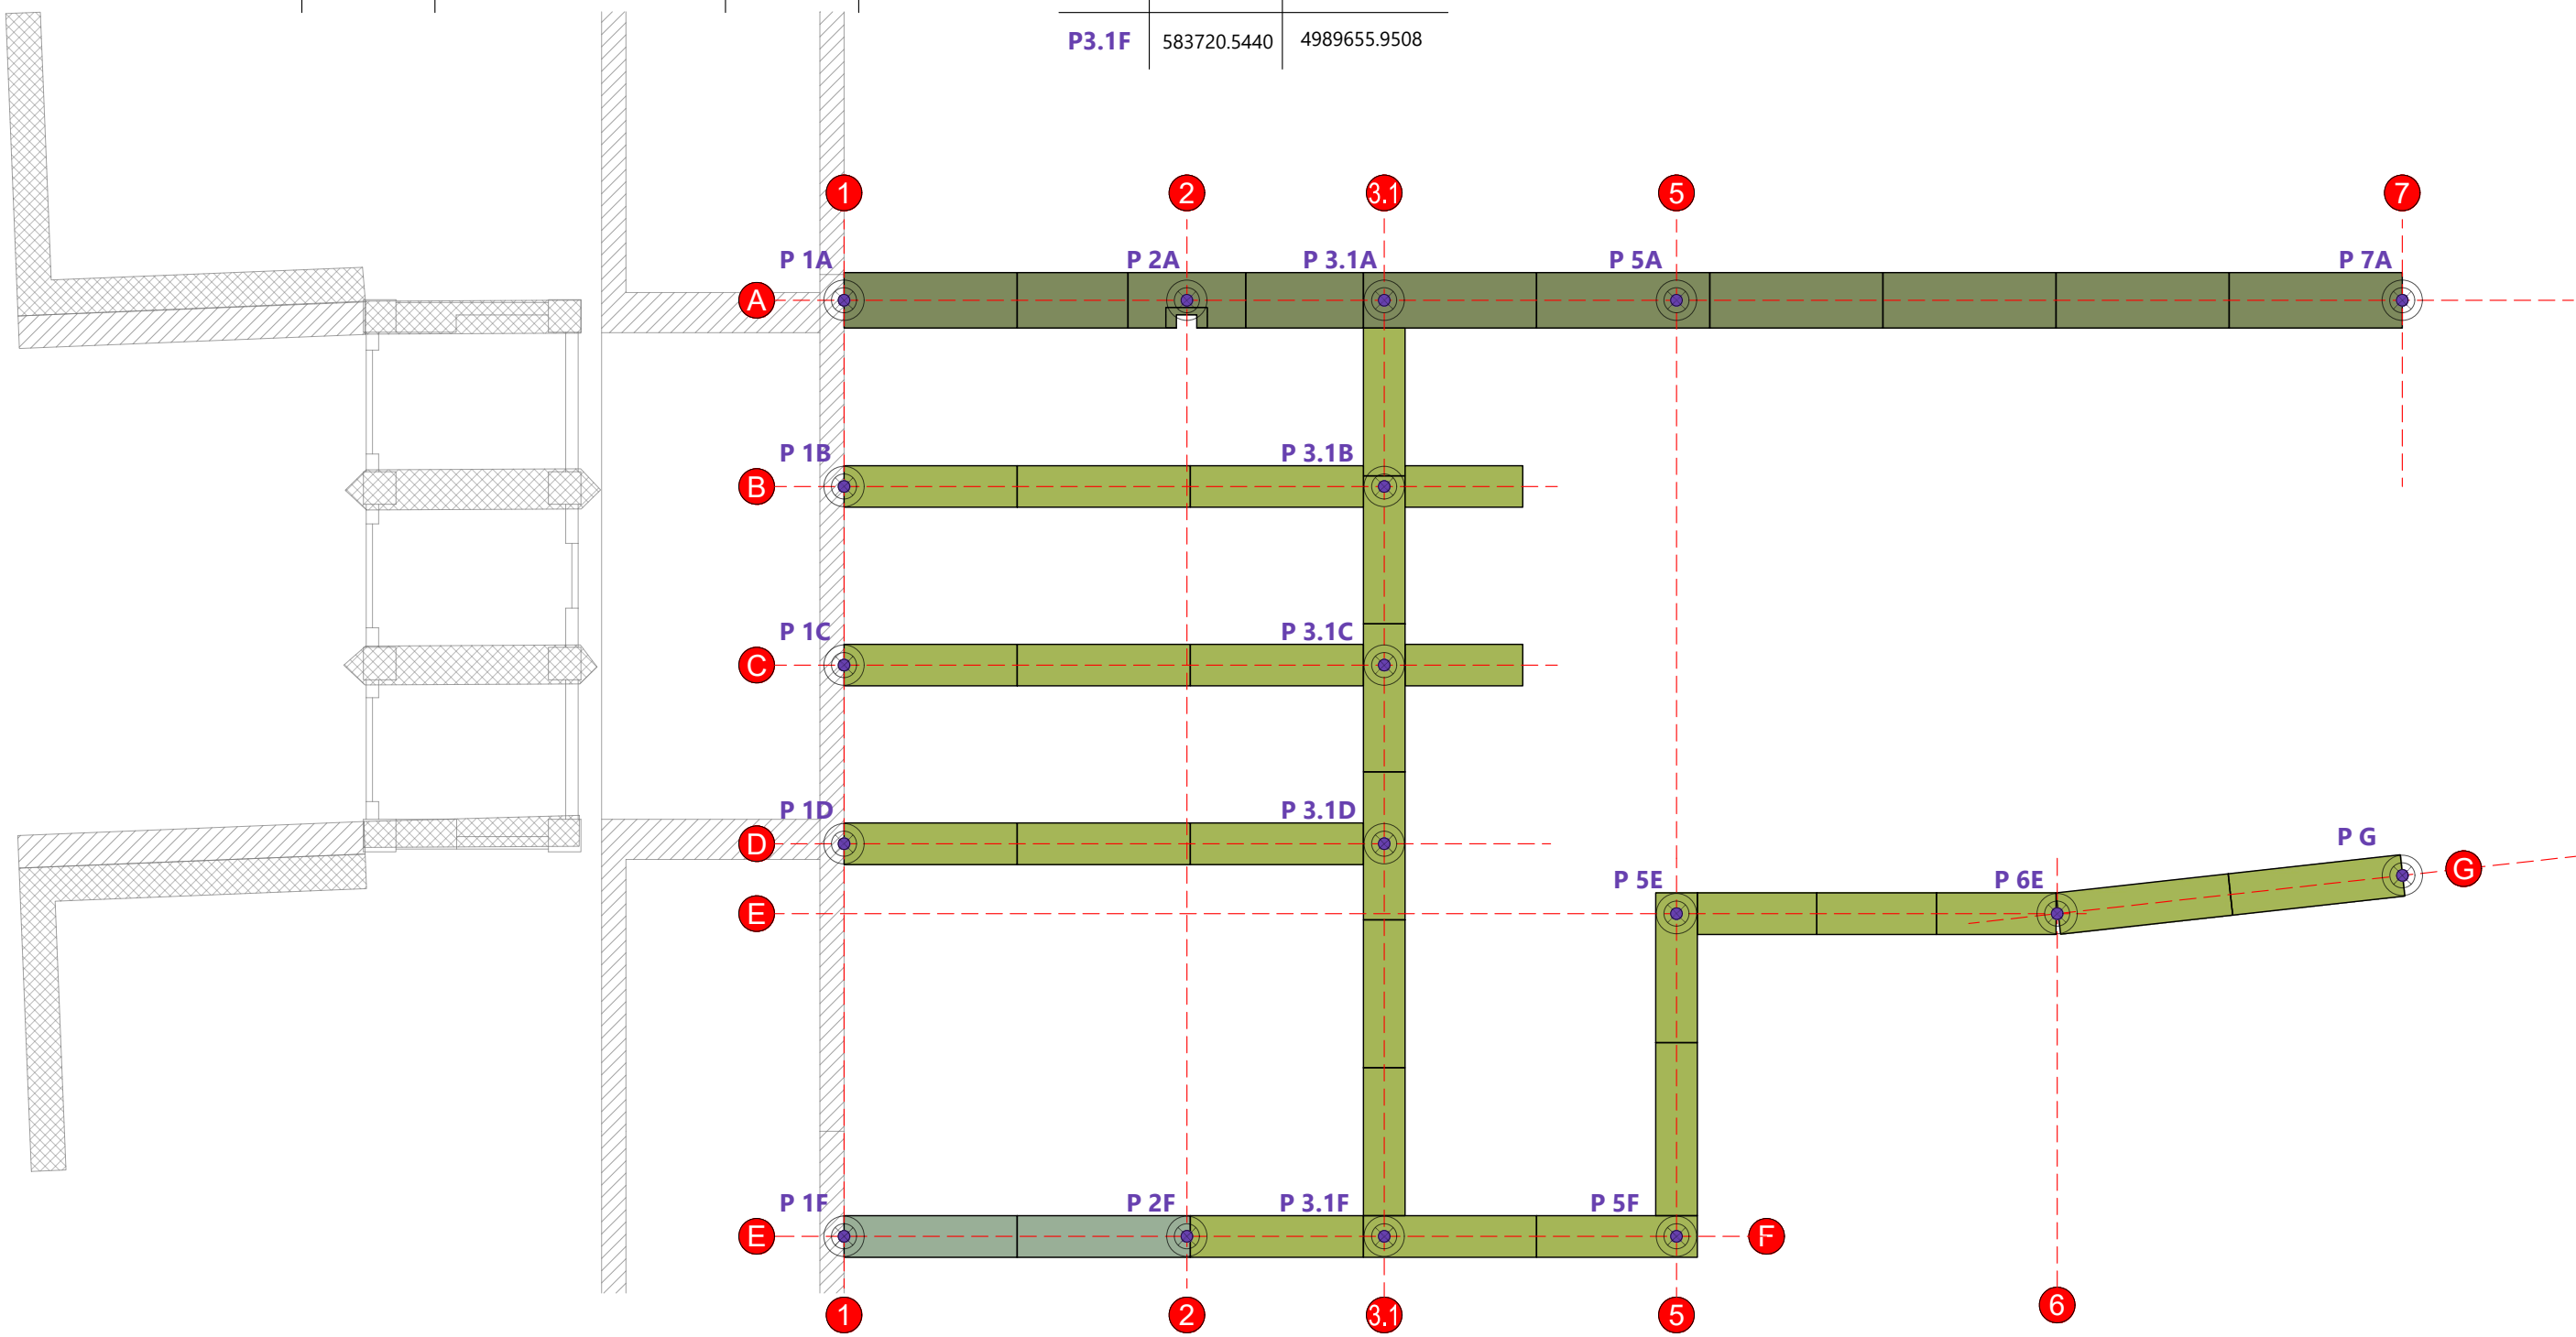 P3.1F 583720.5440 4989655.9508
1 2 3.1 5 7
P 1A P 2A P 3.1A P 5A P 7A
A
P 1B P 3.1B
B
P 1C P 3.1C
C
P 1D P 3.1D
D
P G
G
P 5E P 6E
E
P 1F P 2F P 3.1F P 5F
E F
1 2 3.1 5 6